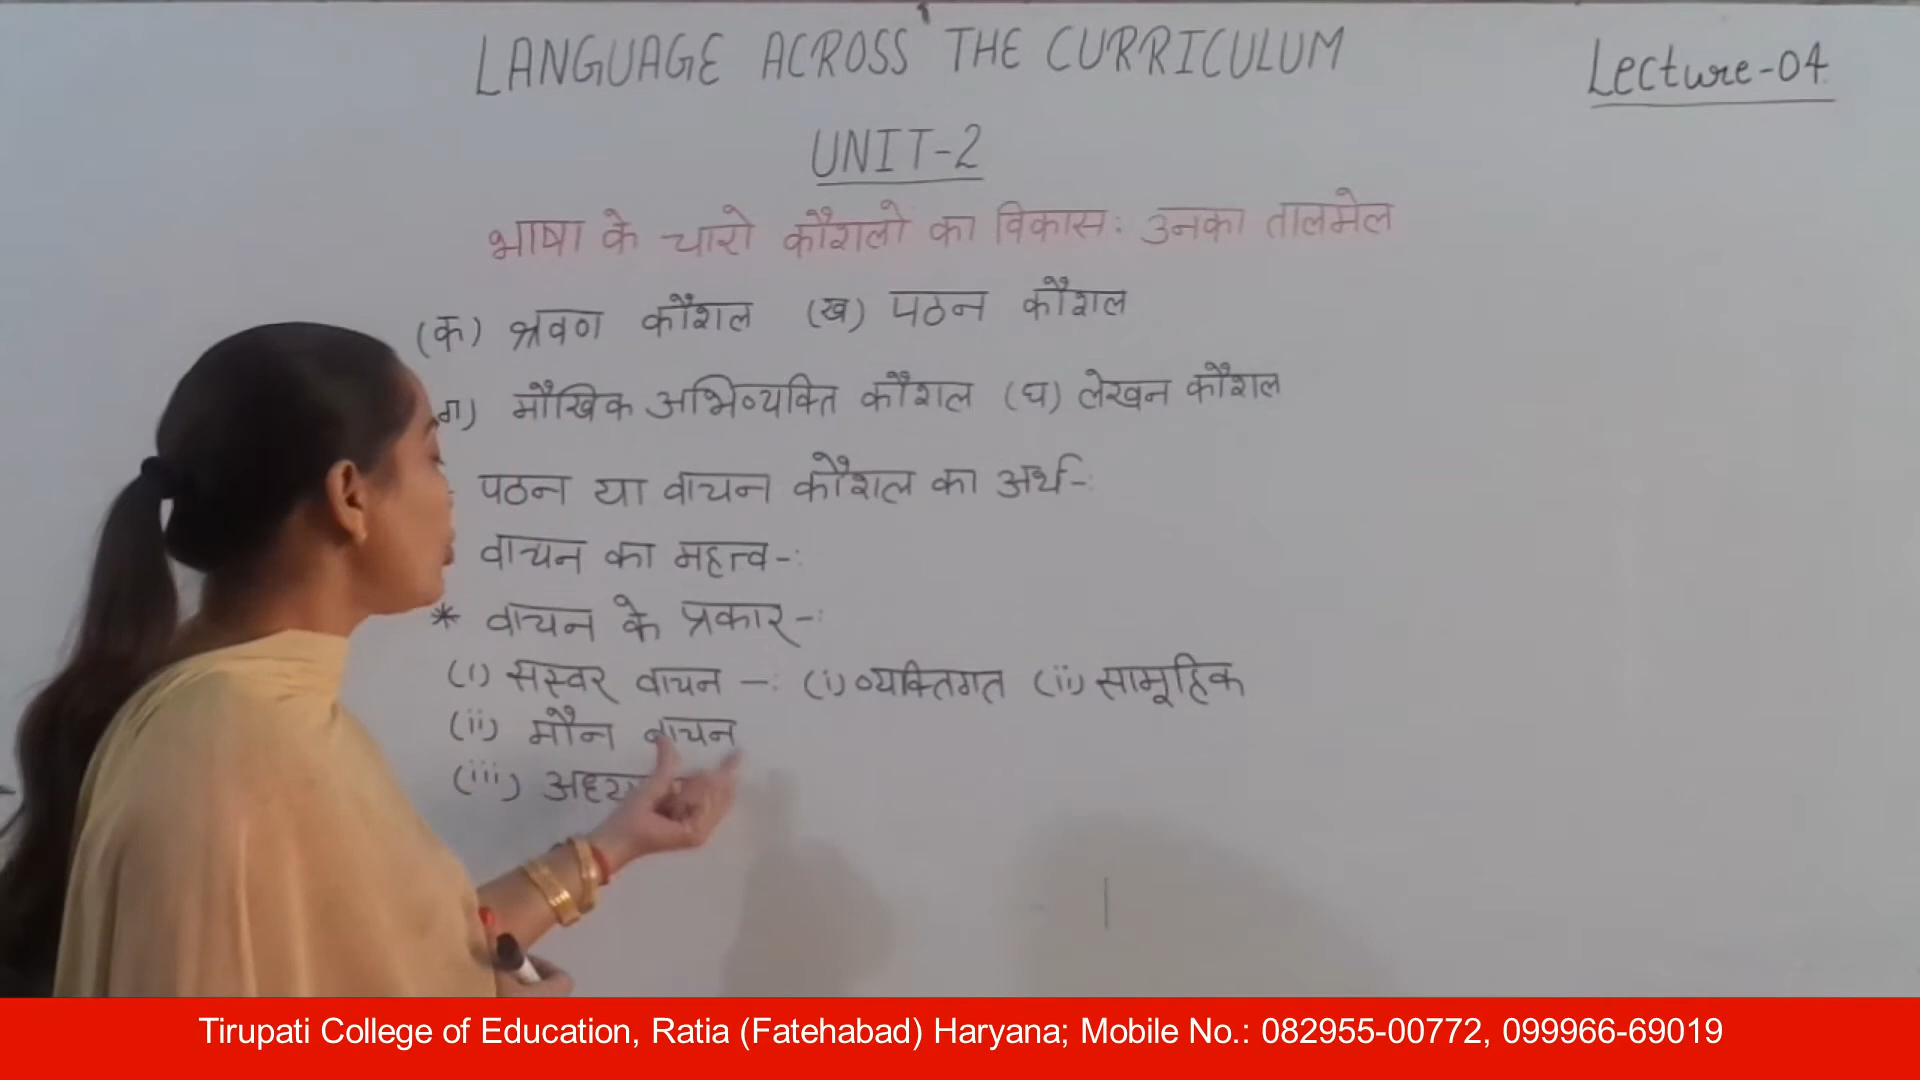 LANGUAGE ACROSS THE CURRICULUM
Lecture-04
UNIT-2
भाषा के चारो कौशलो का विकास: उनका तालमेल
(क) श्रवण कौशल (ख) पठन कौशल
ग) मौखिक अभिव्यक्ति कौशल (घ) लेखन कौशल
पठन या वाचन कौशल का अर्थ-:
वाचन का महत्व-:
* वाचन के प्रकार-:
(i) सस्वर वाचन -: (i) व्यक्तिगत (ii) सामूहिक
(ii) मौन वाचन
(iii)
Tirupati College of Education, Ratia (Fatehabad) Haryana; Mobile No.: 082955-00772, 099966-69019